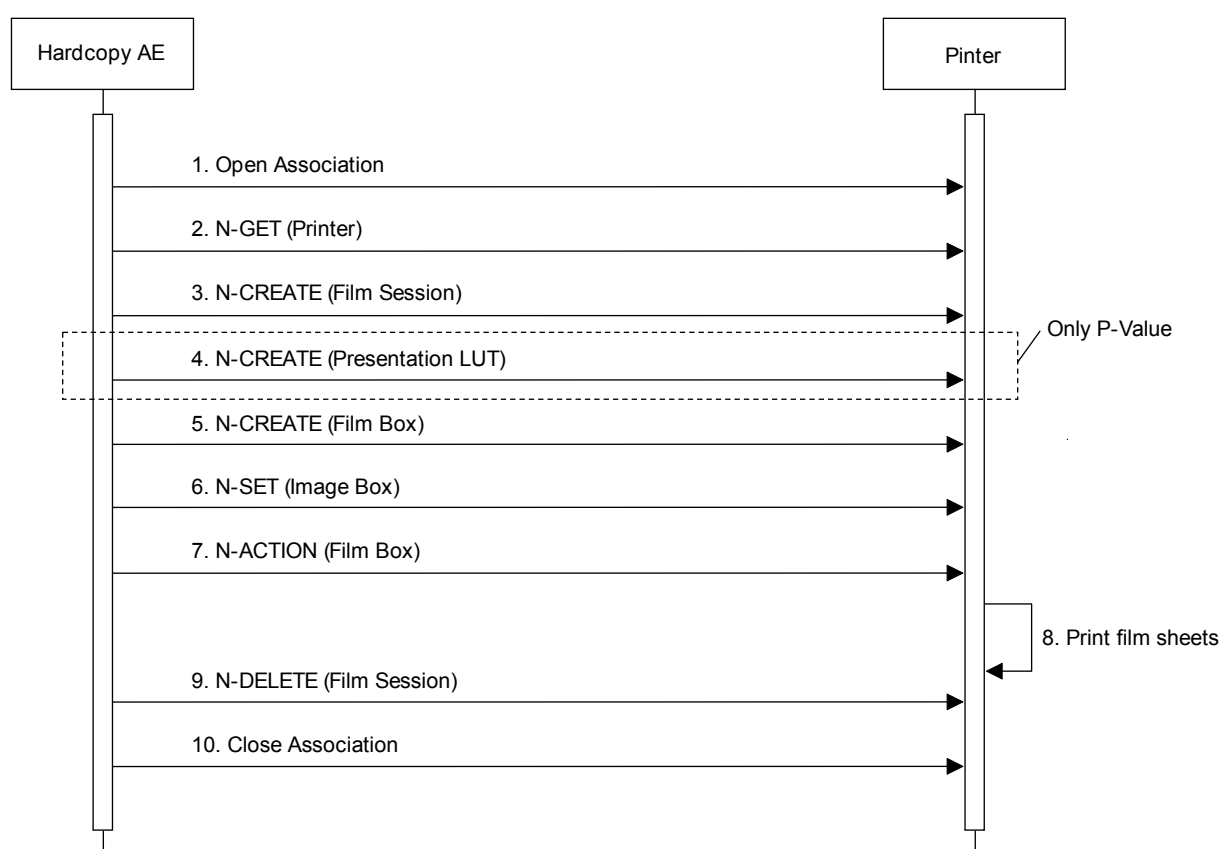 Hardcopy AE
Pinter
1. Open Association
2. N-GET (Printer)
3. N-CREATE (Film Session)
Only P-Value
4. N-CREATE (Presentation LUT)
5. N-CREATE (Film Box)
6. N-SET (Image Box)
7. N-ACTION (Film Box)
8. Print film sheets
9. N-DELETE (Film Session)
10. Close Association